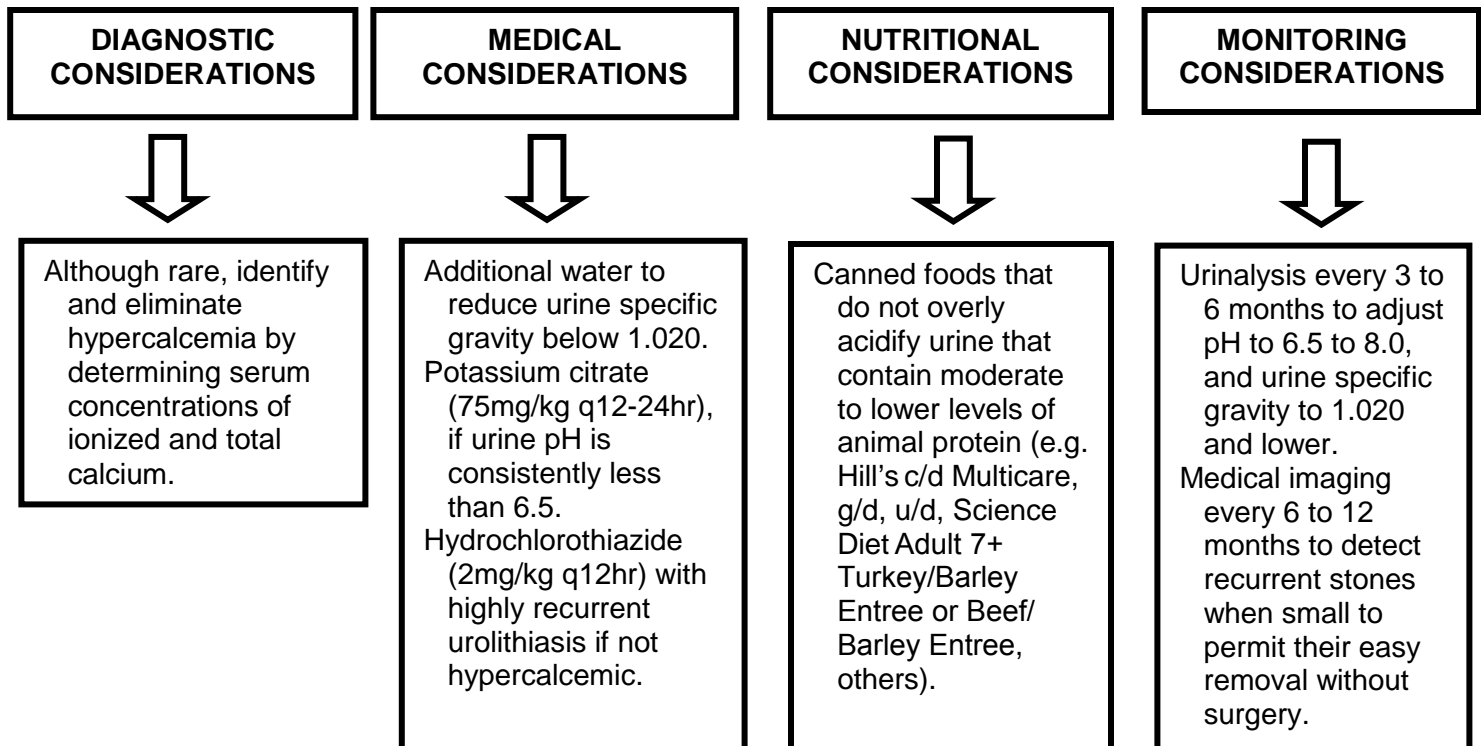 DIAGNOSTIC
CONSIDERATIONS
Although rare, identify
and eliminate
hypercalcemia by
determining serum
concentrations of
ionized and total
calcium.
MEDICAL
CONSIDERATIONS
Additional water to
reduce urine specific
gravity below 1.020.
Potassium citrate
(75mg/kg q12-24hr),
if urine pH is
consistently less
than 6.5.
Hydrochlorothiazide
(2mg/kg q12hr) with
highly recurrent
urolithiasis if not
hypercalcemic.
NUTRITIONAL
CONSIDERATIONS
Canned foods that
do not overly
acidify urine that
contain moderate
to lower levels of
animal protein (e.g.
Hill's c/d Multicare,
g/d, u/d, Science
Diet Adult 7+
Turkey/Barley
Entree or Beef/
Barley Entree,
others).
MONITORING
CONSIDERATIONS
Urinalysis every 3 to
6 months to adjust
pH to 6.5 to 8.0,
and urine specific
gravity to 1.020
and lower.
Medical imaging
every 6 to 12
months to detect
recurrent stones
when small to
permit their easy
removal without
surgery.